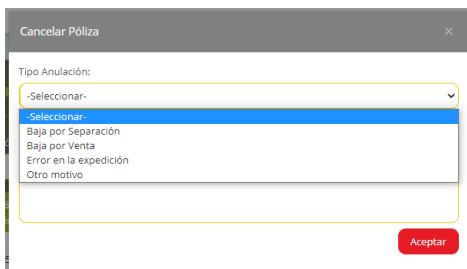 Cancelar Póliza
×
Tipo Anulación:
-Seleccionar-
-Seleccionar-
Baja por Separación
Baja por Venta
Error en la expedición
Otro motivo
Aceptar